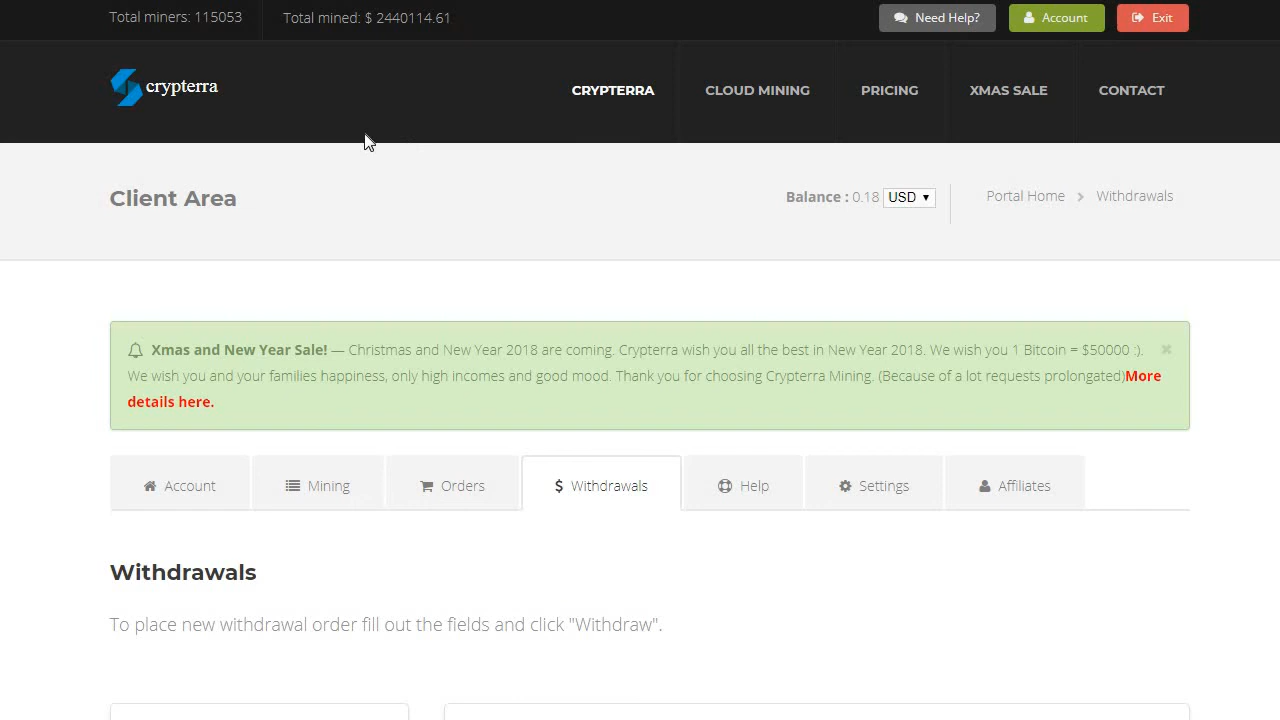 Total miners: 115053
Total mined: $ 2440114.61
Need Help?
Account
Exit
crypterra
CRYPTERRA
CLOUD MINING
PRICING
XMAS SALE
CONTACT
Client Area
Balance : 0.18 USD
Portal Home
Withdrawals
Xmas and New Year Sale! — Christmas and New Year 2018 are coming. Crypterra wish you all the best in New Year 2018. We wish you 1 Bitcoin = $50000 :).
We wish you and your families happiness, only high incomes and good mood. Thank you for choosing Crypterra Mining. (Because of a lot requests prolongated)More
details here.
Account
Mining
Orders
$ Withdrawals
Help
Settings
Affiliates
Withdrawals
To place new withdrawal order fill out the fields and click "Withdraw".